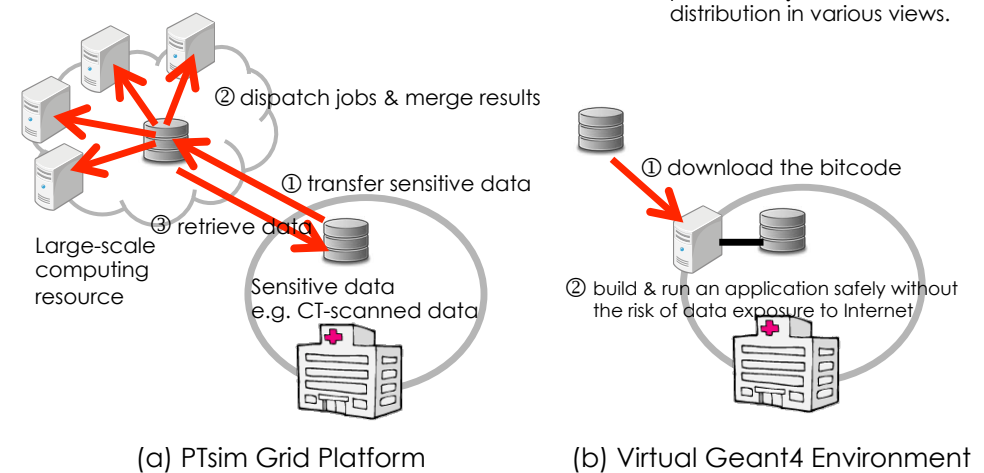 distribution in various views.
② dispatch jobs & merge results
① transfer sensitive data
③ retrieve data
Large-scale
computing
resource
Sensitive data
e.g. CT-scanned data
(a) PTsim Grid Platform
① download the bitcode
② build & run an application safely without
the risk of data exposure to Internet
(b) Virtual Geant4 Environment